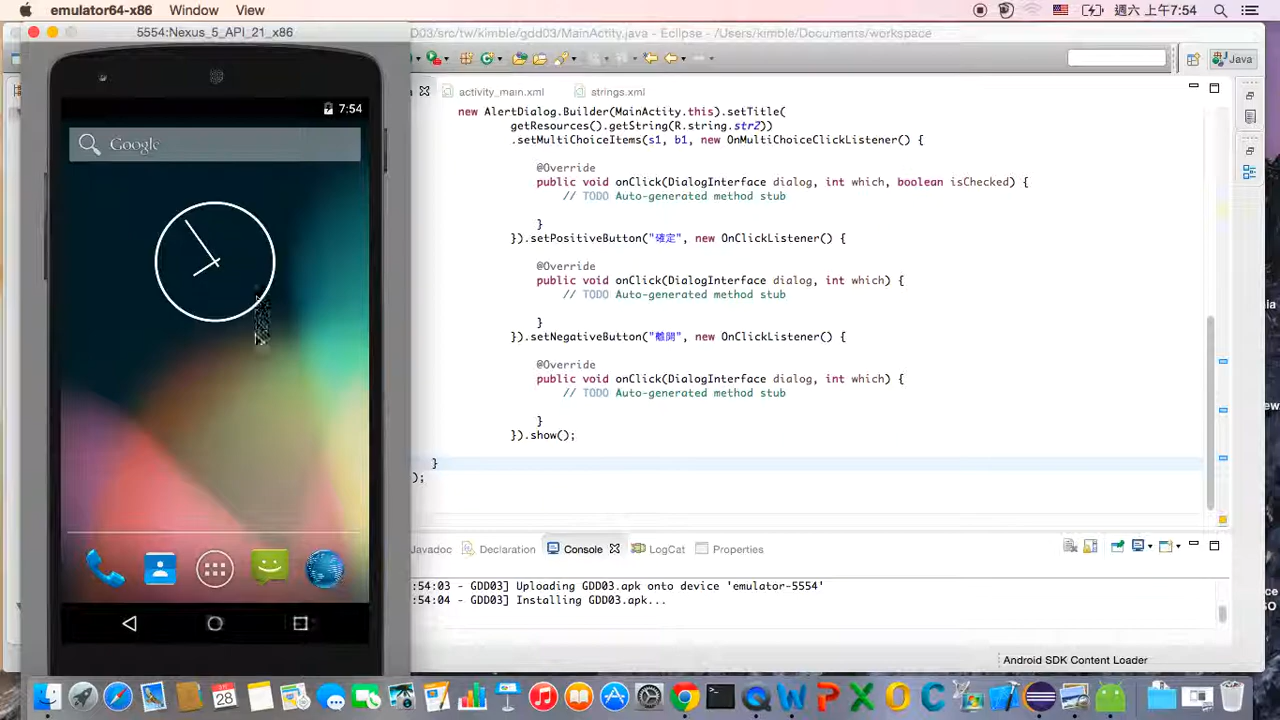 emulator64-x86 Window View
週六 上午7:54
5554:Nexus_5_API_21_x86
D03/src/tw/kimble/gdd03/MainActity.java - Eclipse - /Users/kimble/Documents/workspace
Java
activity_main.xml
strings.xml
7:54
Google
new AlertDialog.Builder(MainActity.this).setTitle(
getResources().getString(R.string.str2))
.setMultiChoiceItems(s1, b1, new OnMultiChoiceClickListener() {
@Override
public void onClick(DialogInterface dialog, int which, boolean isChecked) {
// TODO Auto-generated method stub
}
}).setPositiveButton("確定", new OnClickListener() {
@Override
public void onClick(DialogInterface dialog, int which) {
// TODO Auto-generated method stub
}
}).setNegativeButton("離開", new OnClickListener() {
@Override
public void onClick(DialogInterface dialog, int which) {
// TODO Auto-generated method stub
}
}).show();
}
);
Javadoc Declaration Console LogCat Properties
:54:03 - GDD03] Uploading GDD03.apk onto device 'emulator-5554'
:54:04 - GDD03] Installing GDD03.apk...
Android SDK Content Loader
28